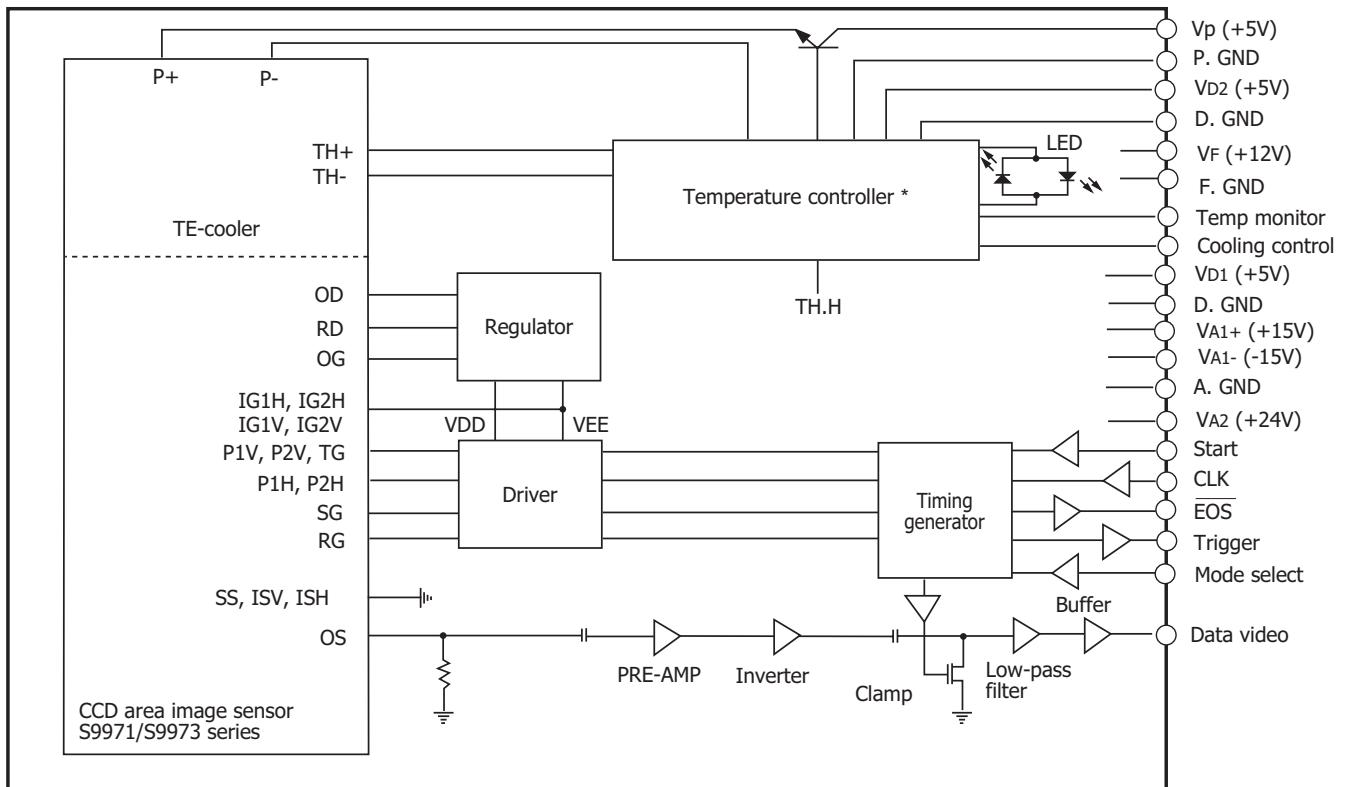 Vp (+5V)
P. GND
VD2 (+5V)
D. GND
VF (+12V)
F. GND
Temp monitor
Cooling control
VD1 (+5V)
D. GND
VA1+ (+15V)
VA1- (-15V)
A. GND
VA2 (+24V)
Start
CLK
EOS
Trigger
Mode select
Data video
P+
P-
TH+
TH-
TE-cooler
Temperature controller *
LED
TH.H
OD
RD
OG
Regulator
IG1H, IG2H
IG1V, IG2V
VDD
VEE
P1V, P2V, TG
P1H, P2H
SG
RG
Driver
Timing
generator
SS, ISV, ISH
OS
PRE-AMP
Inverter
Clamp
Low-pass
filter
Buffer
CCD area image sensor
S9971/S9973 series